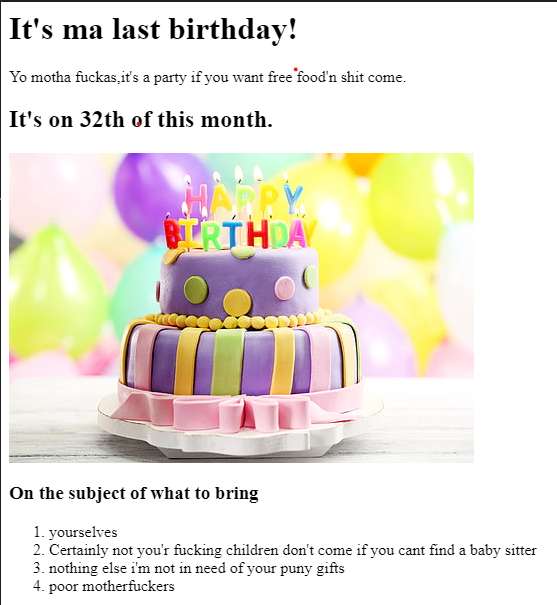 It's ma last birthday!
Yo motha fuckas,it's a party if you want free food'n shit come.
It's on 32th of this month.
HAPPY
BIRTHDAY
On the subject of what to bring
1. yourselves
2. Certainly not you'r fucking children don't come if you cant find a baby sitter
3. nothing else i'm not in need of your puny gifts
4. poor motherfuckers